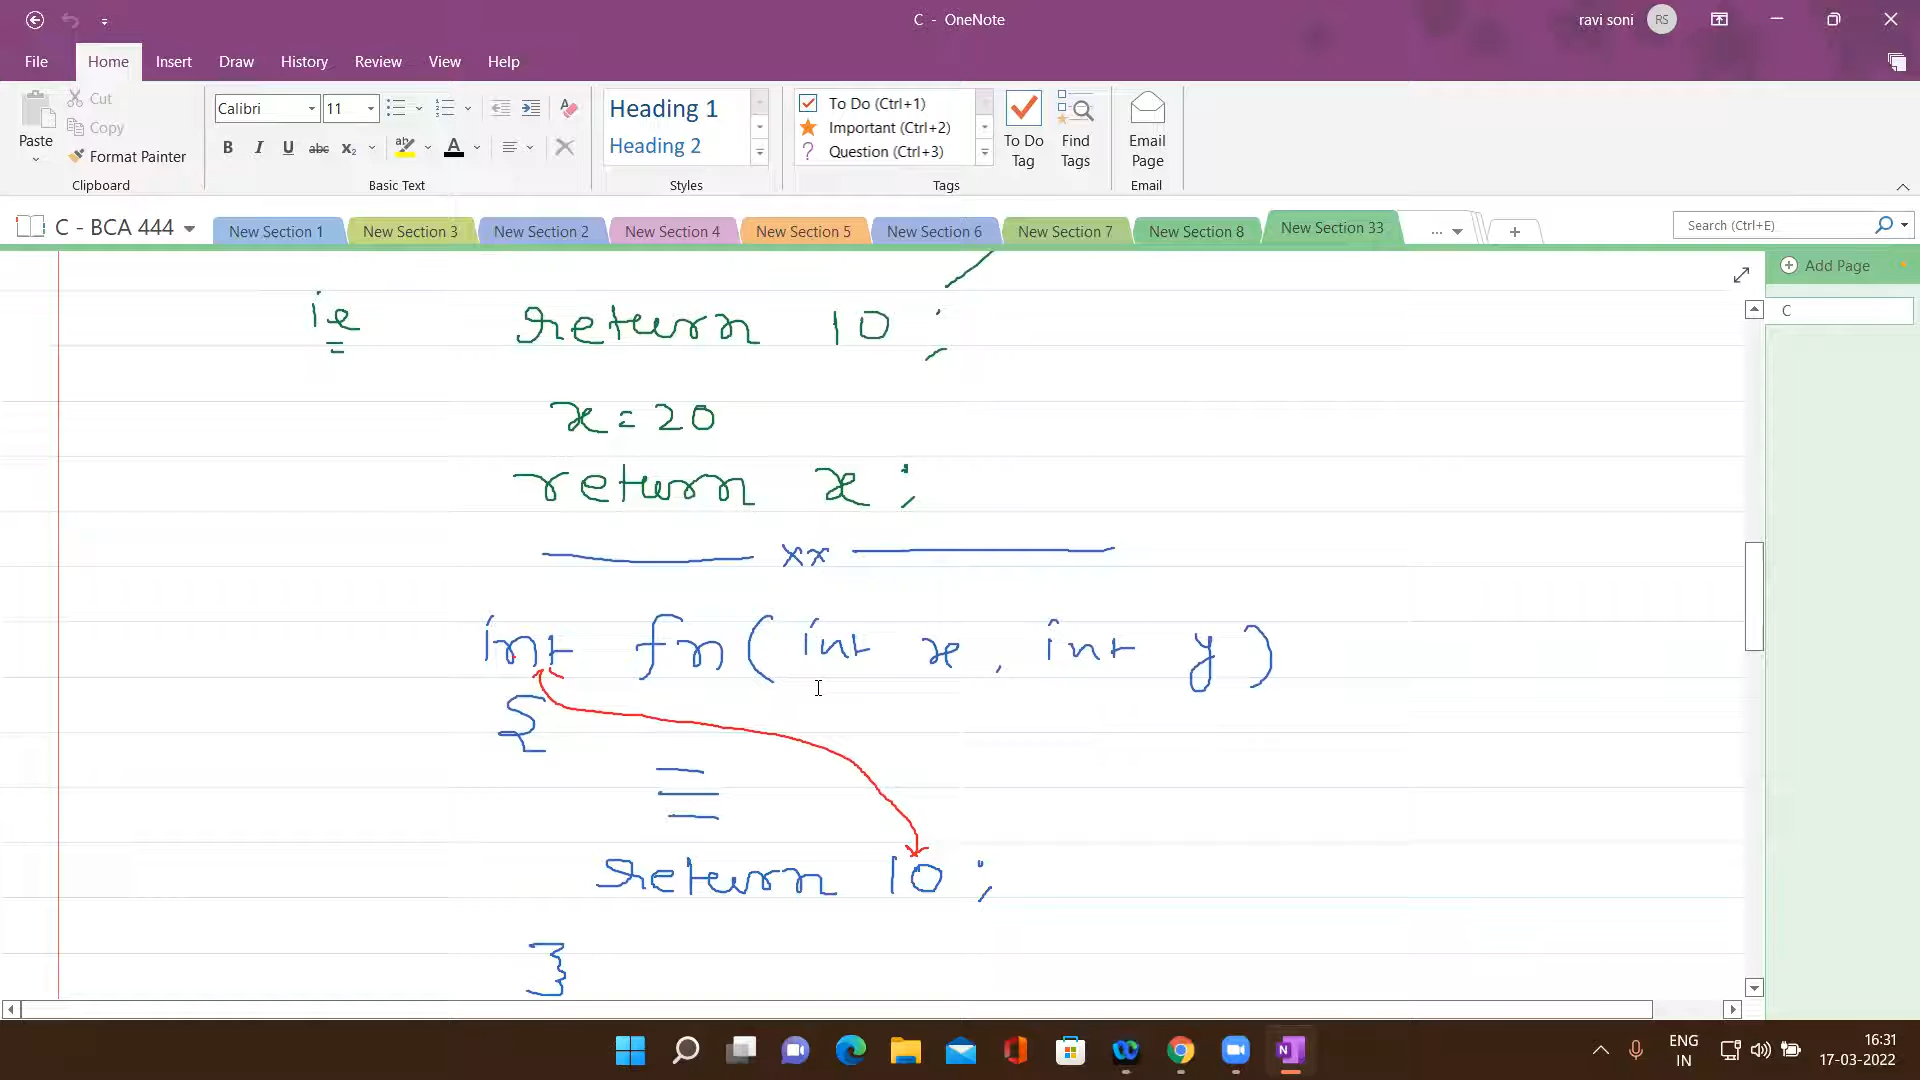 C - OneNote
ravi soni RS
File Home Insert Draw History Review View Help
Paste
Cut
Copy
Format Painter
Clipboard
Calibri 11
B I U abc x₂ ab A
Basic Text
Heading 1
Heading 2
Styles
To Do (Ctrl+1)
Important (Ctrl+2)
Question (Ctrl+3)
To Do Tag
Find Tags
Tags
Email Page
Email
C - BCA 444 New Section 1 New Section 3 New Section 2 New Section 4 New Section 5 New Section 6 New Section 7 New Section 8 New Section 33 ... + Search (Ctrl+E)
Add Page
C
ie return 10 ;
x = 20
return x ;
xx
int fn ( int x , int y )
{
return 10 ;
}
ENG
IN
16:31
17-03-2022